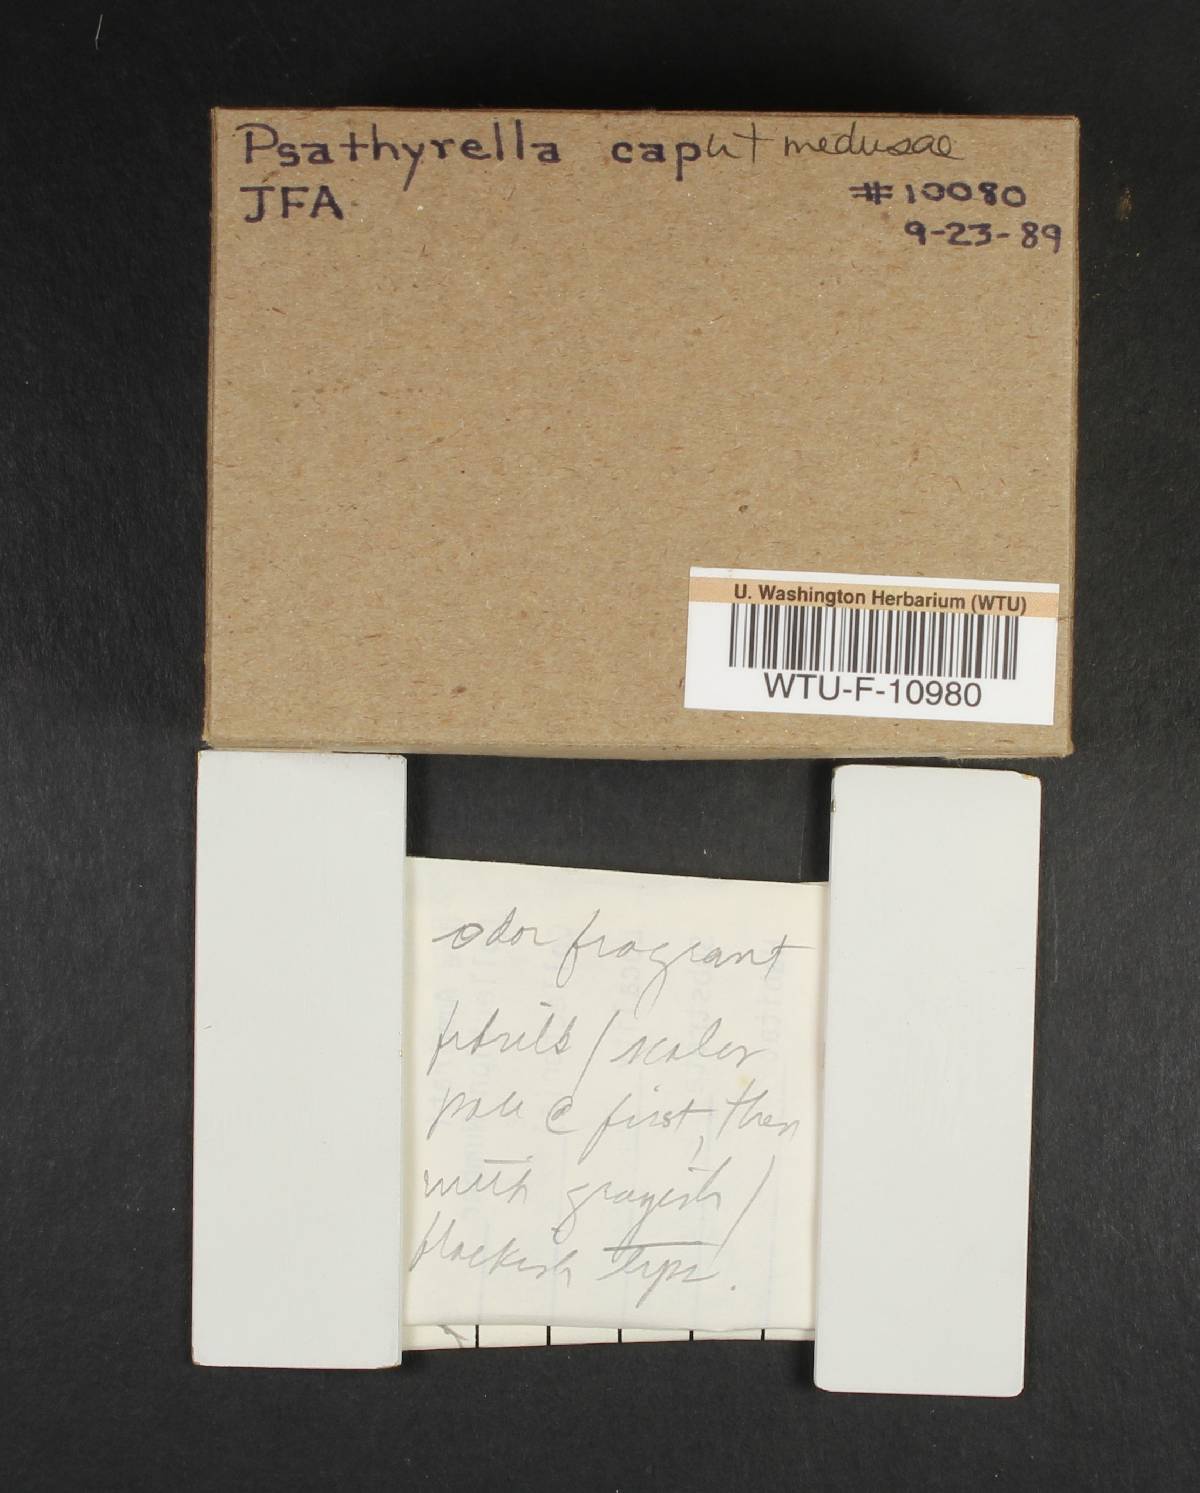 Psathyrella caput medusae
JFA
#10080
9-23-89
U. Washington Herbarium (WTU)
WTU-F-10980
odor fragrant
fibrils / scales
pale @ first, then
with grayish /
blackish tips.